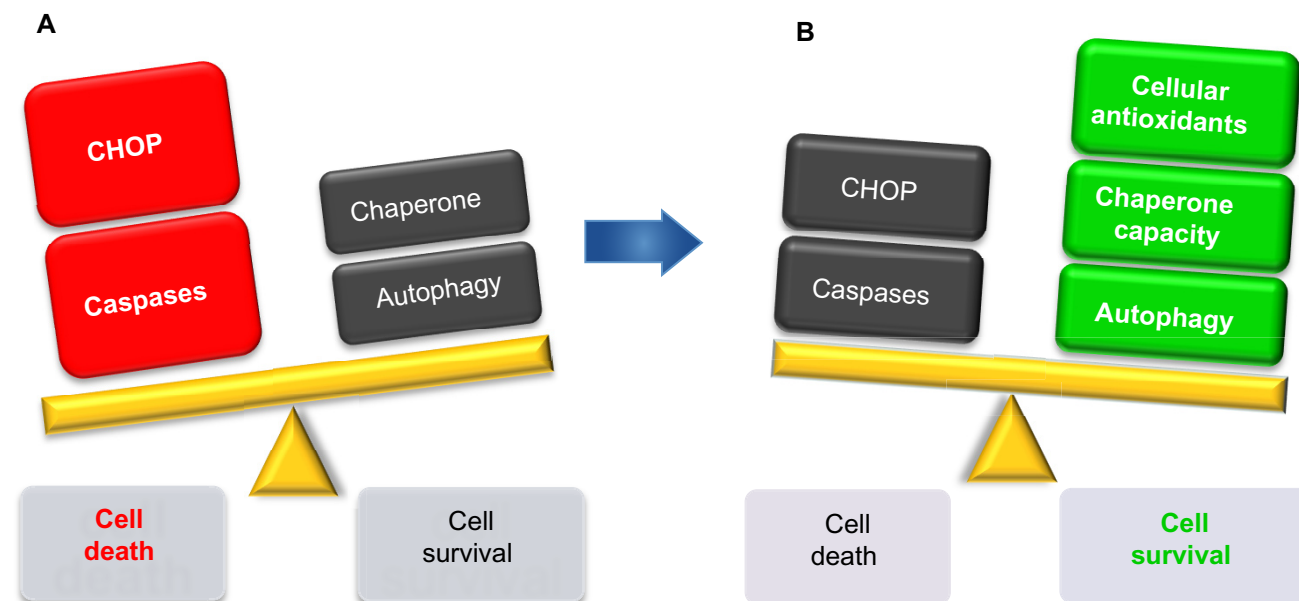 A
CHOP
Caspases
Chaperone
Autophagy
Cell
death
Cell
survival
B
CHOP
Caspases
Cellular
antioxidants
Chaperone
capacity
Autophagy
Cell
death
Cell
survival